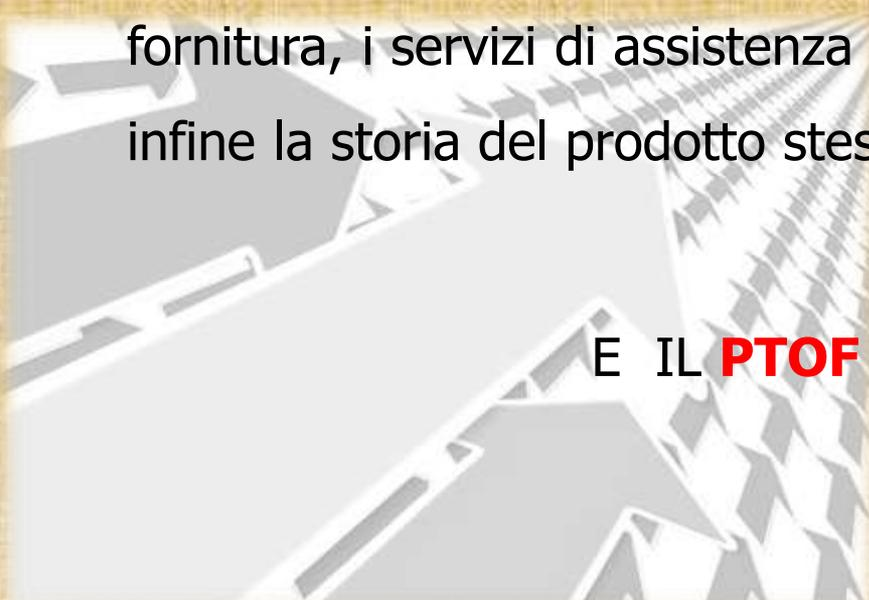 fornitura, i servizi di assistenza
infine la storia del prodotto stes
E IL PTOF